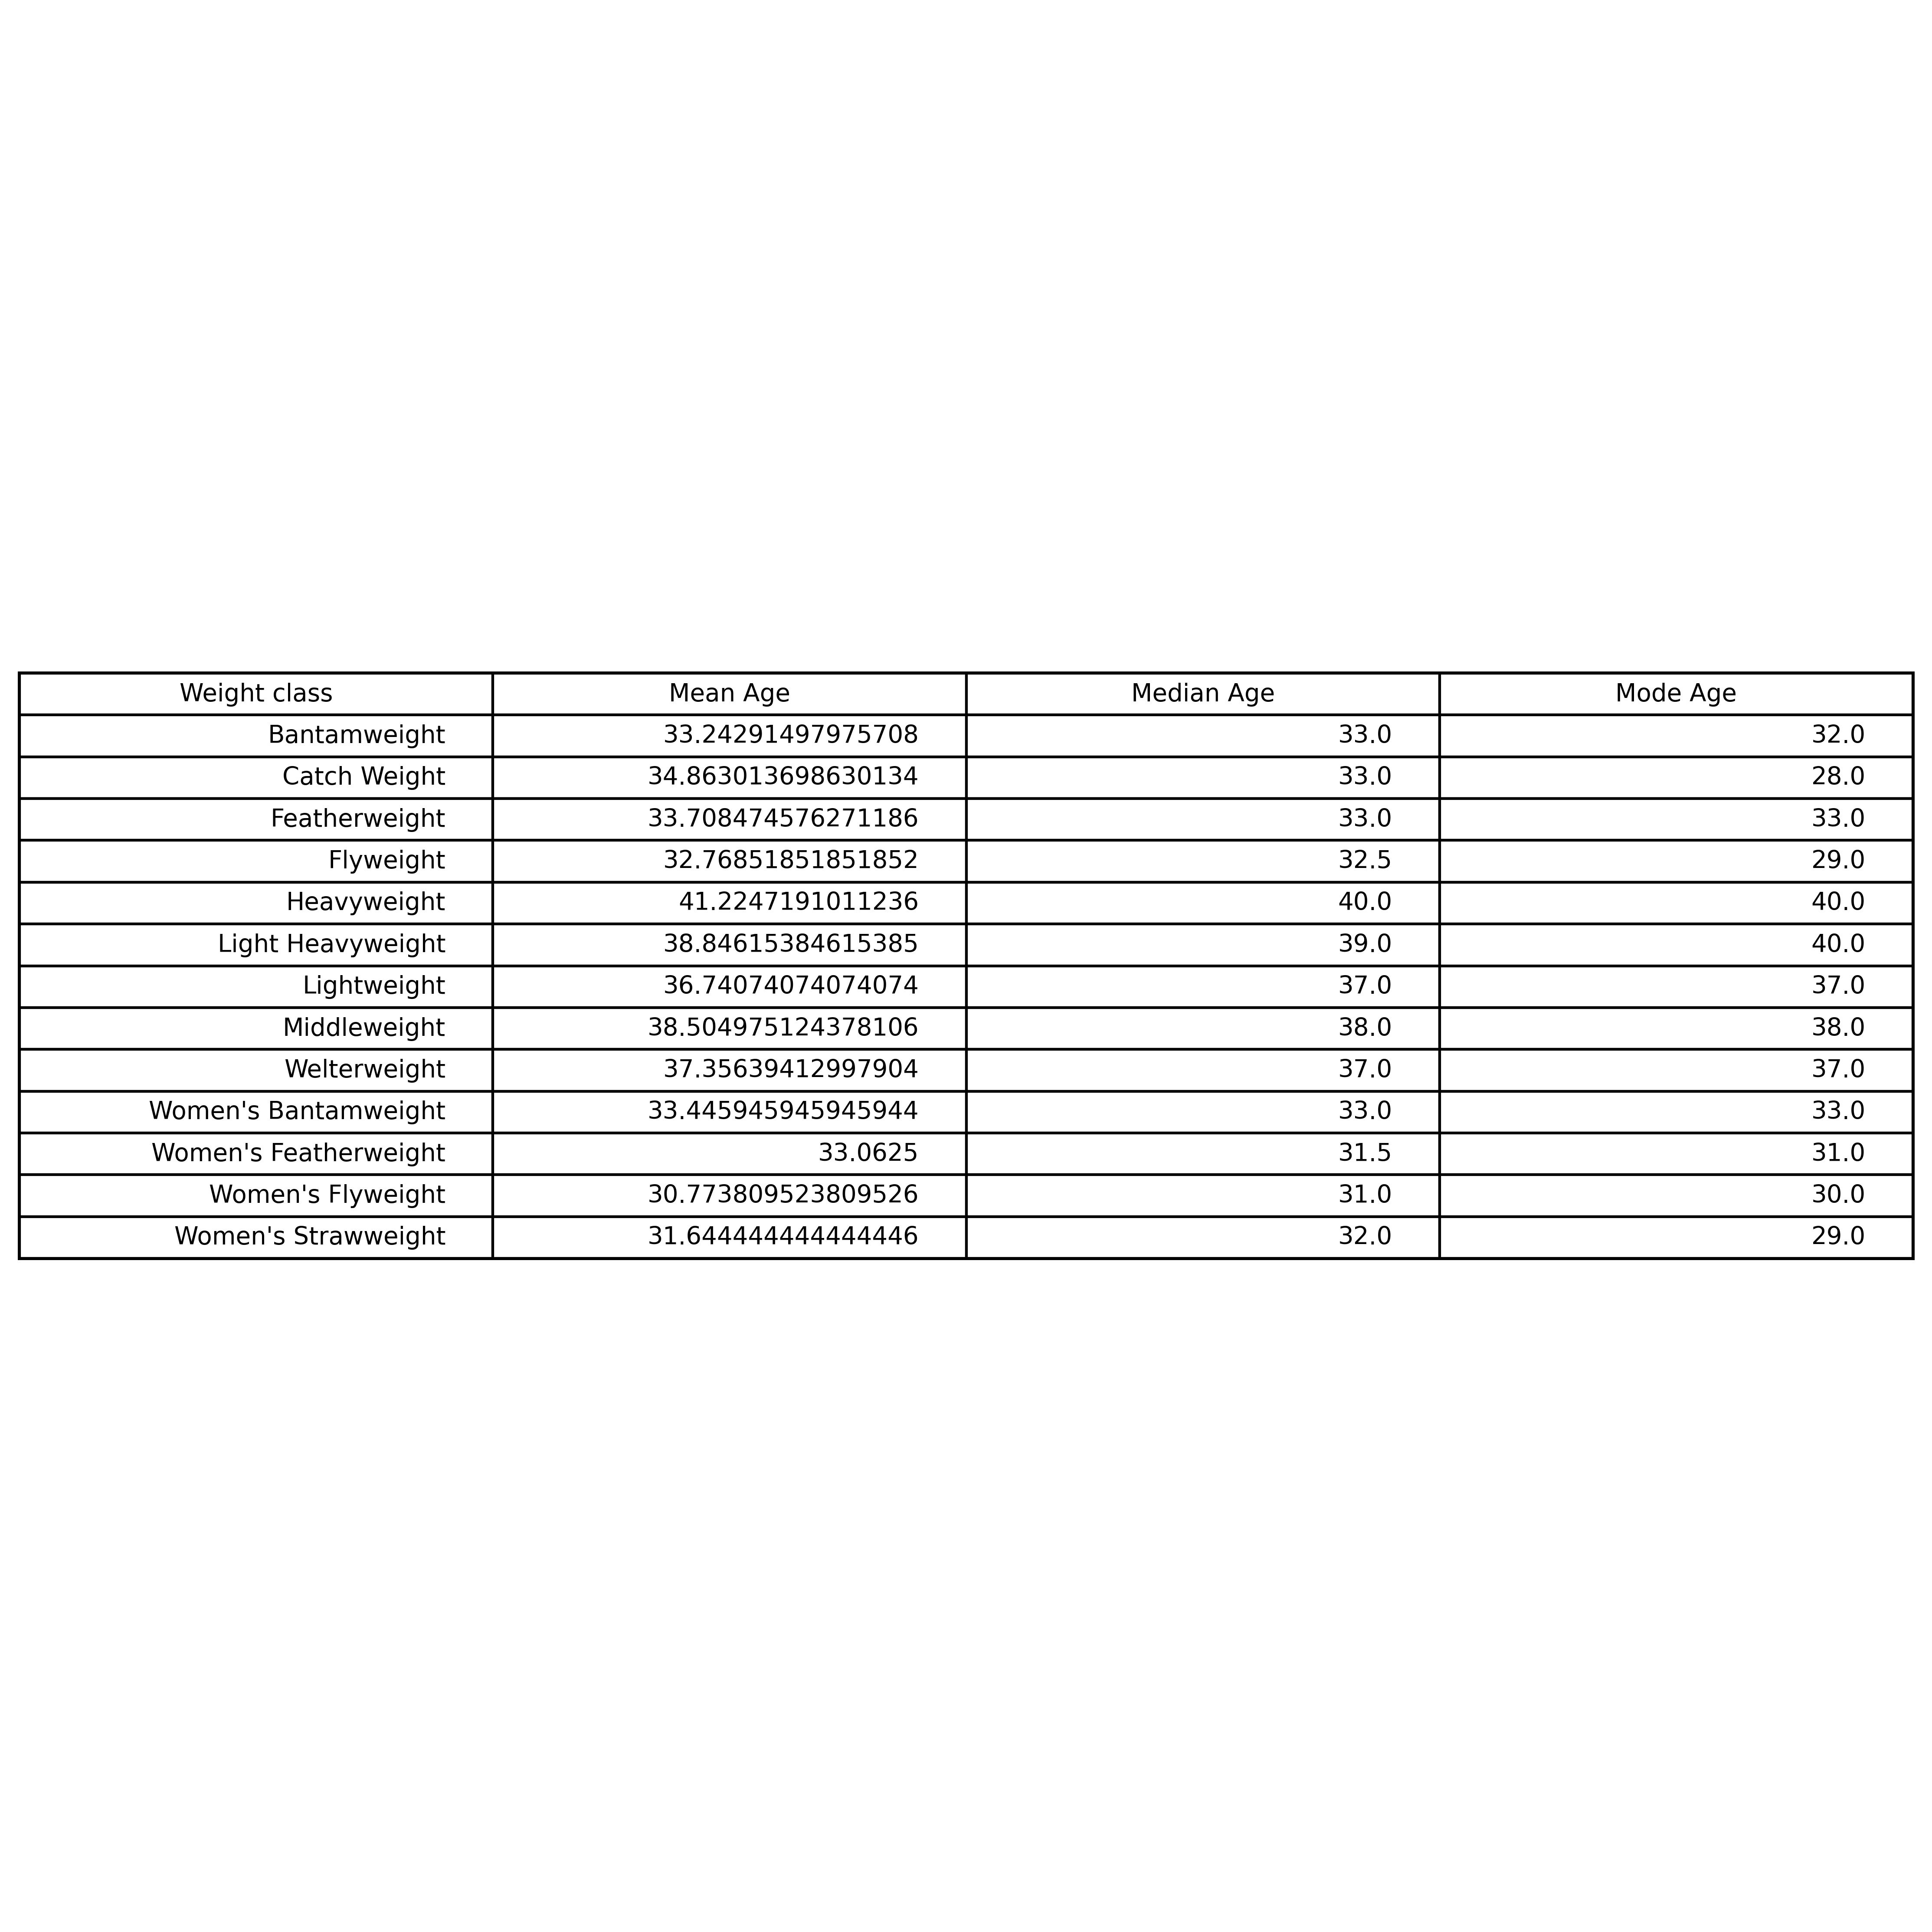 Weight class Mean Age Median Age Mode Age
Bantamweight 33.24291497975708 33.0 32.0
Catch Weight 34.863013698630134 33.0 28.0
Featherweight 33.708474576271186 33.0 33.0
Flyweight 32.76851851851852 32.5 29.0
Heavyweight 41.2247191011236 40.0 40.0
Light Heavyweight 38.84615384615385 39.0 40.0
Lightweight 36.74074074074074 37.0 37.0
Middleweight 38.504975124378106 38.0 38.0
Welterweight 37.35639412997904 37.0 37.0
Women's Bantamweight 33.445945945945944 33.0 33.0
Women's Featherweight 33.0625 31.5 31.0
Women's Flyweight 30.773809523809526 31.0 30.0
Women's Strawweight 31.644444444444446 32.0 29.0